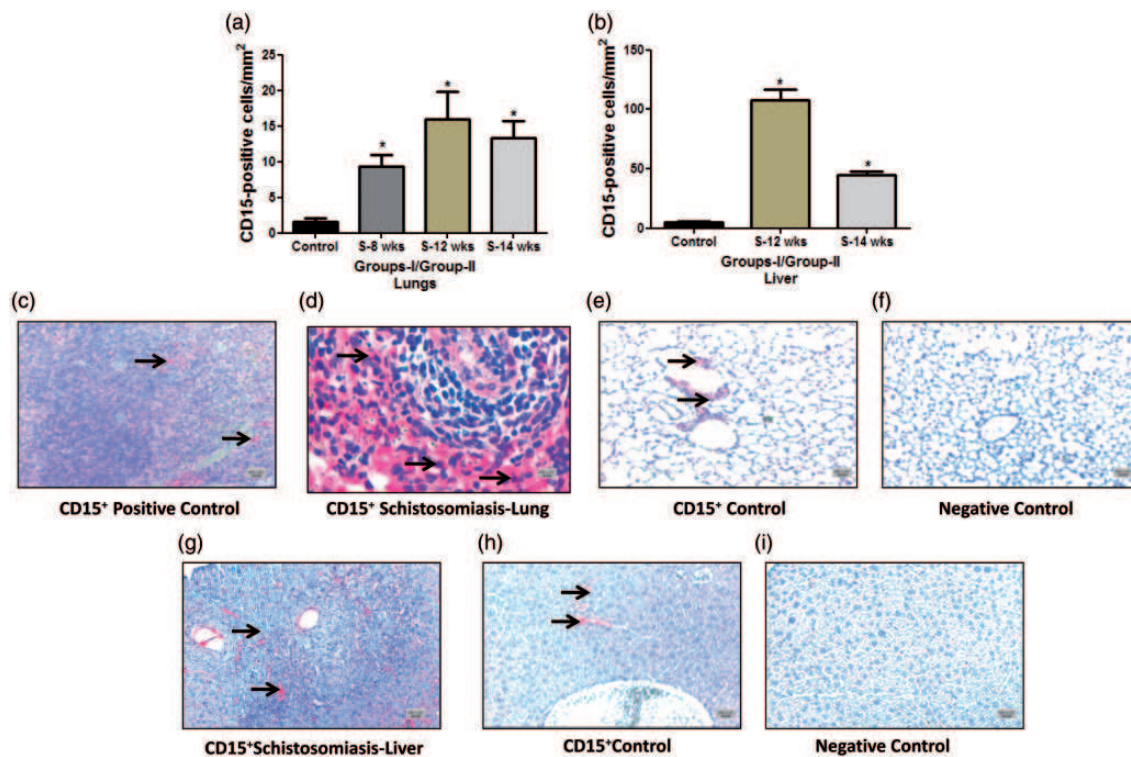 (a)
25
20
15
10
5
0
CD15-positive cells/mm²
*
*
*
Control S-8 wks S-12 wks S-14 wks
Groups-I/Group-II
Lungs
(b)
150
100
50
0
CD15-positive cells/mm²
*
*
Control S-12 wks S-14 wks
Groups-I/Group-II
Liver
(c)
CD15⁺ Positive Control
(d)
CD15⁺ Schistosomiasis-Lung
(e)
CD15⁺ Control
(f)
Negative Control
(g)
CD15⁺Schistosomiasis-Liver
(h)
CD15⁺Control
(i)
Negative Control